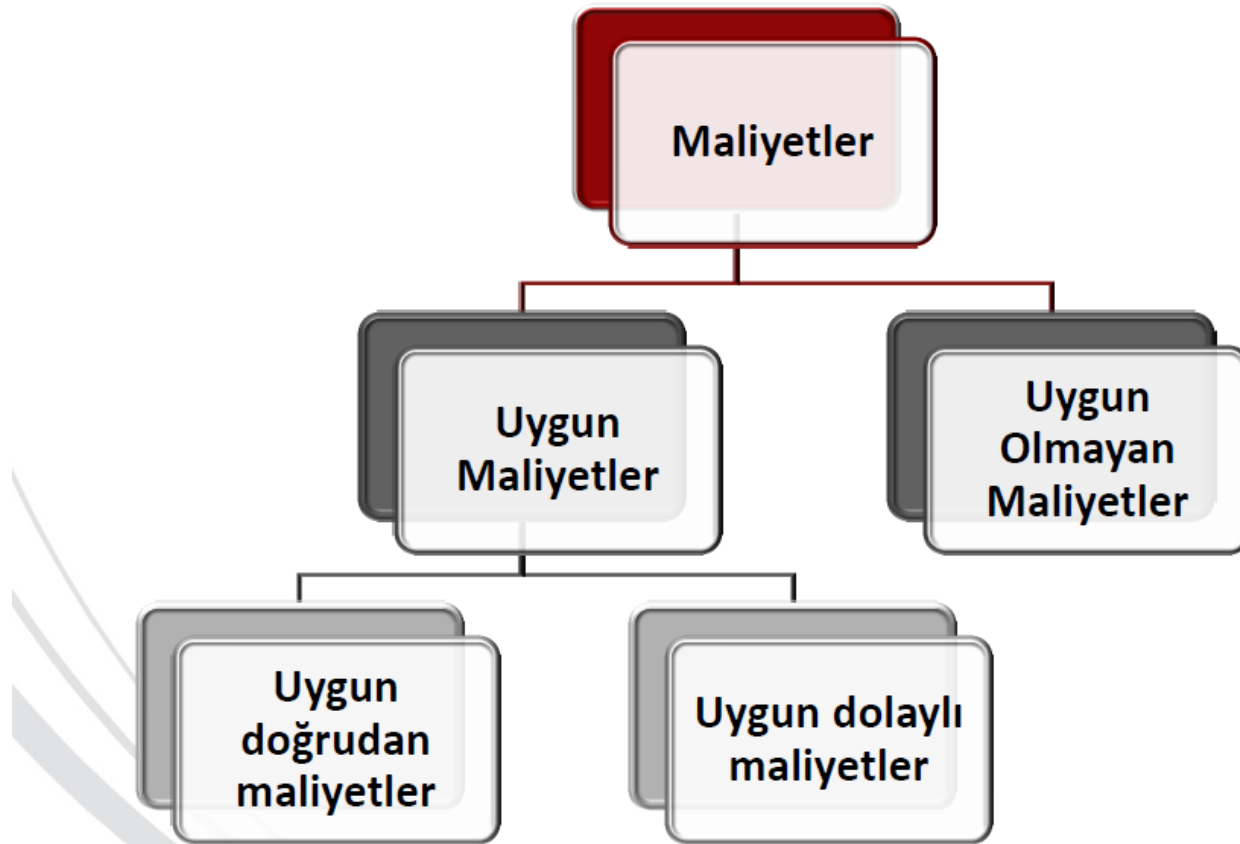 Maliyetler
Uygun
Maliyetler
Uygun
Olmayan
Maliyetler
Uygun
doğrudan
maliyetler
Uygun dolaylı
maliyetler